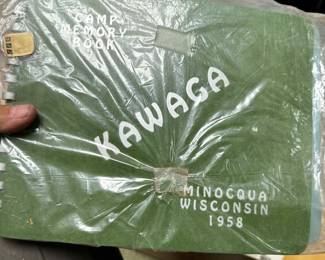 CAMP
MEMORY
BOOK
KAWAGA
MINOCQUA
WISCONSIN
1958